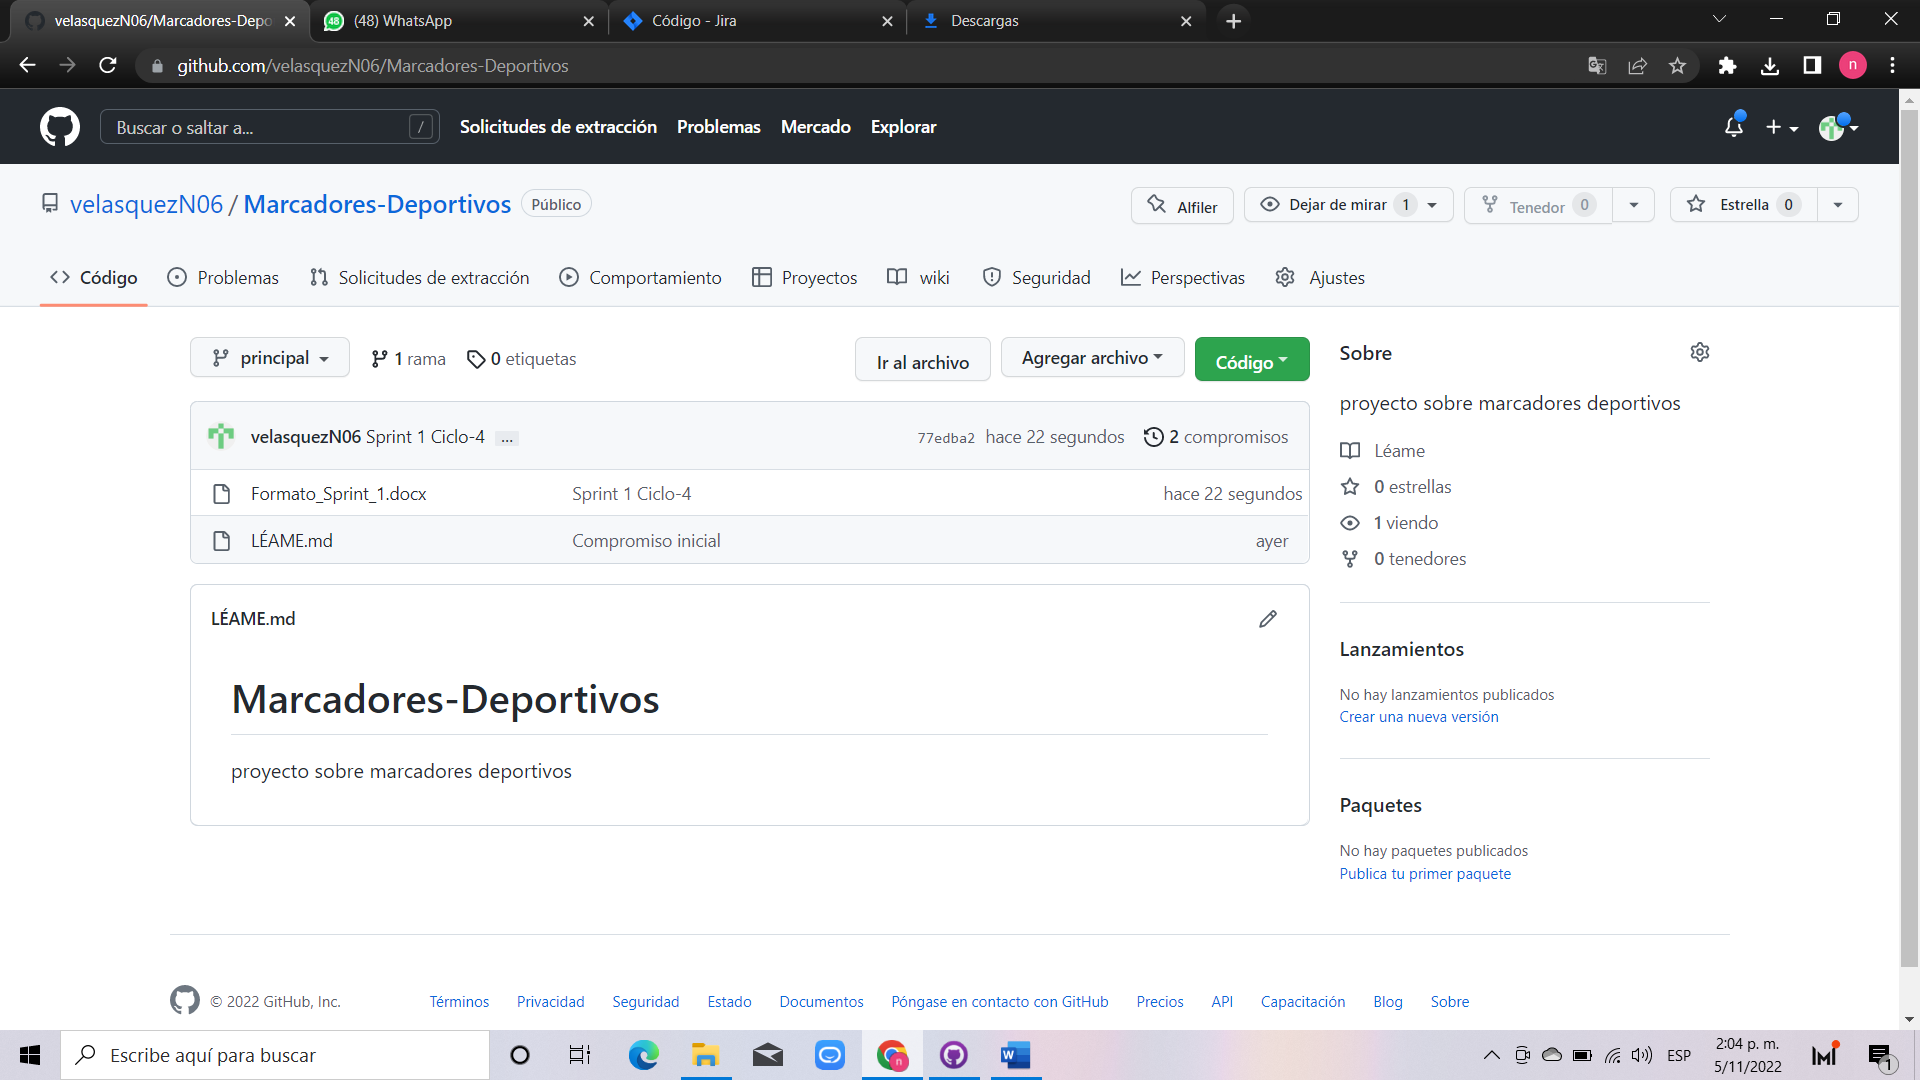 velasquezN06/Marcadores-Depo
(48) WhatsApp
Código - Jira
Descargas
github.com/velasquezN06/Marcadores-Deportivos
n
Buscar o saltar a...
/
Solicitudes de extracción
Problemas
Mercado
Explorar
velasquezN06 / Marcadores-Deportivos
Público
Alfiler
Dejar de mirar 1
Tenedor 0
Estrella 0
Código
Problemas
Solicitudes de extracción
Comportamiento
Proyectos
wiki
Seguridad
Perspectivas
Ajustes
principal
1 rama
0 etiquetas
Ir al archivo
Agregar archivo
Código
velasquezN06 Sprint 1 Ciclo-4 ...
77edba2 hace 22 segundos
2 compromisos
Formato_Sprint_1.docx
Sprint 1 Ciclo-4
hace 22 segundos
LÉAME.md
Compromiso inicial
ayer
LÉAME.md
Marcadores-Deportivos
proyecto sobre marcadores deportivos
Sobre
proyecto sobre marcadores deportivos
Léame
0 estrellas
1 viendo
0 tenedores
Lanzamientos
No hay lanzamientos publicados
Crear una nueva versión
Paquetes
No hay paquetes publicados
Publica tu primer paquete
© 2022 GitHub, Inc.
Términos
Privacidad
Seguridad
Estado
Documentos
Póngase en contacto con GitHub
Precios
API
Capacitación
Blog
Sobre
Escribe aquí para buscar
ESP
2:04 p. m.
5/11/2022
1